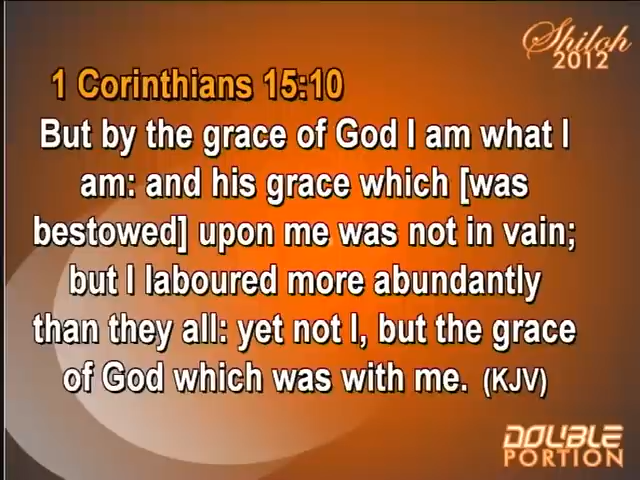 Shiloh
2012
1 Corinthians 15:10
But by the grace of God I am what I
am: and his grace which [was
bestowed] upon me was not in vain;
but I laboured more abundantly
than they all: yet not I, but the grace
of God which was with me. (KJV)
DOUBLE
PORTION